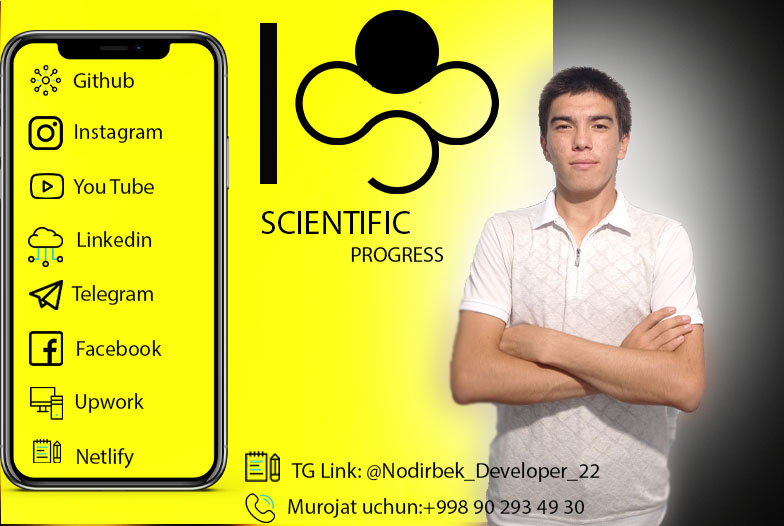 Github
Instagram
You Tube
Linkedin
Telegram
Facebook
Upwork
Netlify
SCIENTIFIC
PROGRESS
TG Link: @Nodirbek_Developer_22
Murojat uchun:+998 90 293 49 30